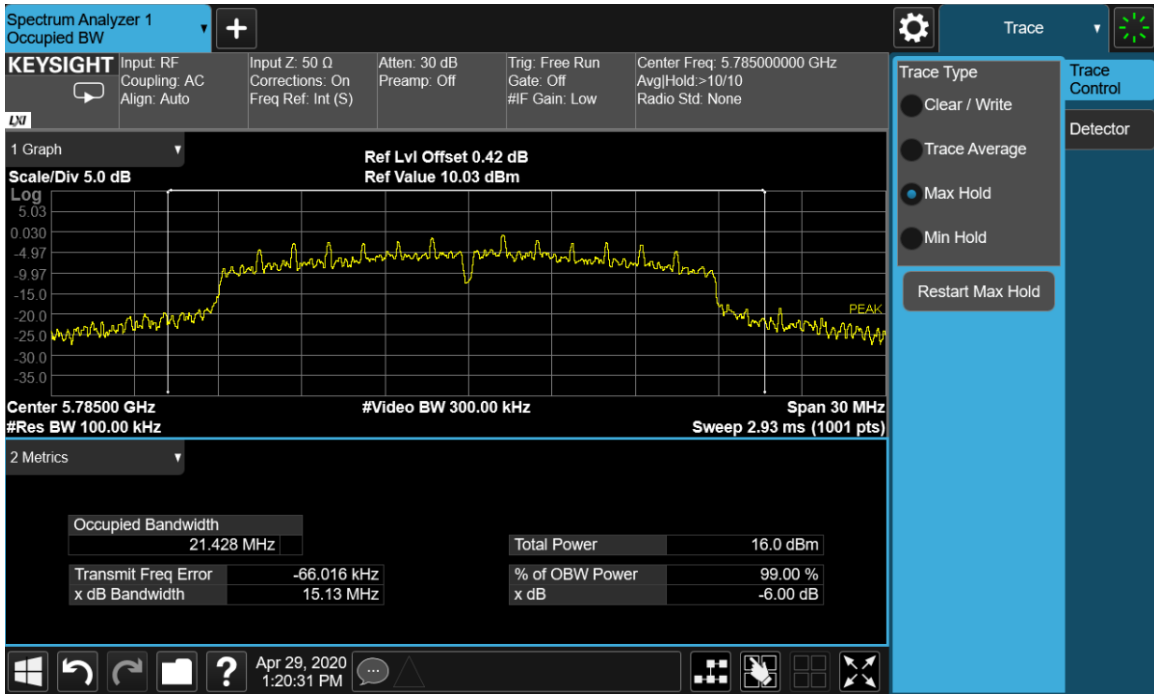 Spectrum Analyzer 1
Occupied BW
+
Trace
KEYSIGHT
LXI
Input: RF
Coupling: AC
Align: Auto
Input Z: 50 Ω
Corrections: On
Freq Ref: Int (S)
Atten: 30 dB
Preamp: Off
Trig: Free Run
Gate: Off
#IF Gain: Low
Center Freq: 5.785000000 GHz
Avg|Hold:>10/10
Radio Std: None
1 Graph
Scale/Div 5.0 dB
Ref Lvl Offset 0.42 dB
Ref Value 10.03 dBm
Log
5.03
0.030
-4.97
-9.97
-15.0
-20.0
-25.0
-30.0
-35.0
PEAK
Center 5.78500 GHz
#Res BW 100.00 kHz
#Video BW 300.00 kHz
Span 30 MHz
Sweep 2.93 ms (1001 pts)
2 Metrics
Occupied Bandwidth
21.428 MHz
Transmit Freq Error -66.016 kHz
x dB Bandwidth 15.13 MHz
Total Power 16.0 dBm
% of OBW Power 99.00 %
x dB -6.00 dB
Trace Type
Clear / Write
Trace Average
Max Hold
Min Hold
Restart Max Hold
Trace
Control
Detector
?
Apr 29, 2020
1:20:31 PM